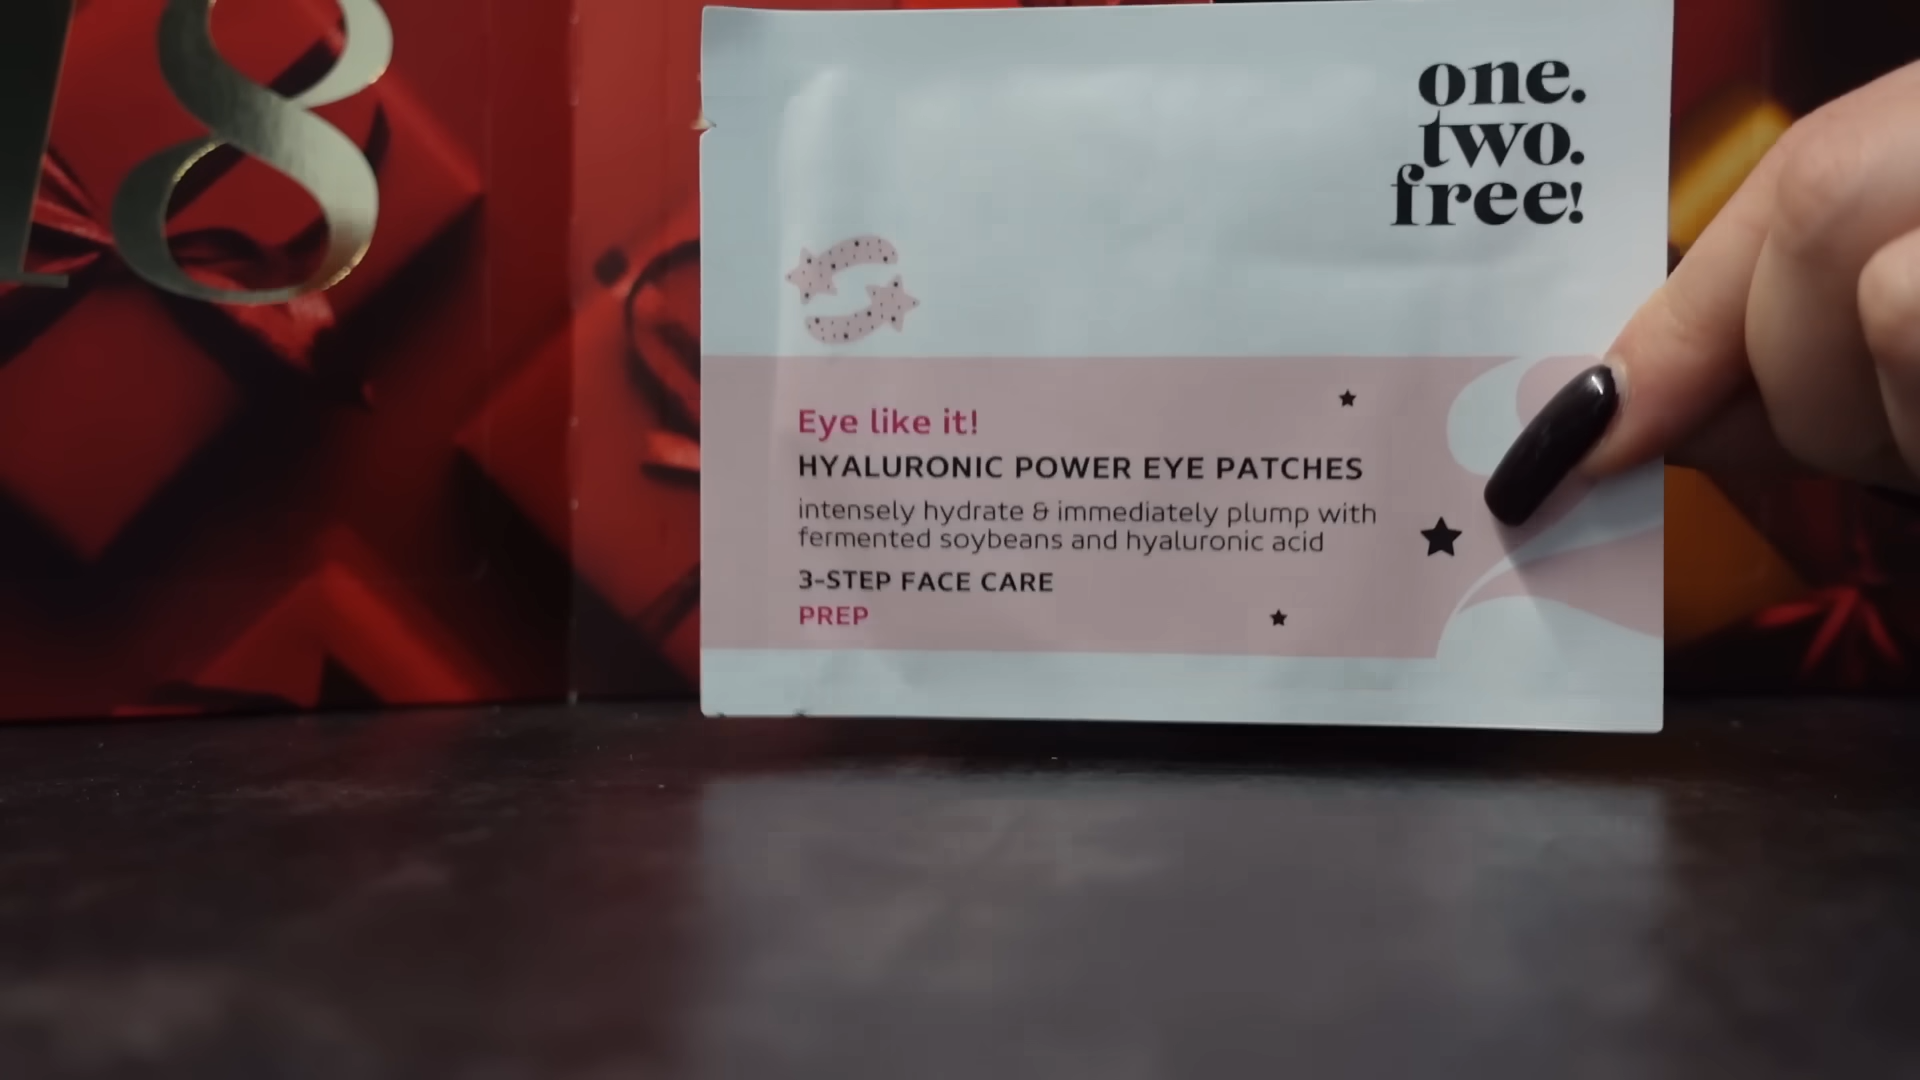 18
one.
two.
free!
Eye like it!
HYALURONIC POWER EYE PATCHES
intensely hydrate & immediately plump with
fermented soybeans and hyaluronic acid
3-STEP FACE CARE
PREP